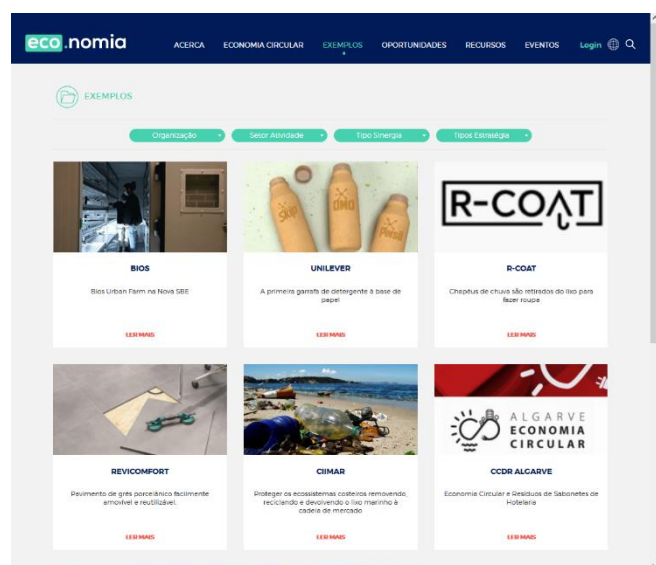 eco.nomia
ACERCA ECONOMIA CIRCULAR EXEMPLOS OPORTUNIDADES RECURSOS EVENTOS Login
EXEMPLOS
Organização Setor Atividade Tipo Sinergia Tipos Estratégia
Skip OMO Persil
R-COAT
BIOS
Bios Urban Farm na Nova SBE
LER MAIS
UNILEVER
A primeira garrafa de detergente à base de
papel
LER MAIS
R-COAT
Chapéus de chuva são retirados do lixo para
fazer roupa
LER MAIS
ALGARVE
ECONOMIA
CIRCULAR
REVICOMFORT
Pavimento de grés porcelânico facilmente
amovível e reutilizável.
LER MAIS
CIIMAR
Proteger os ecossistemas costeiros removendo,
reciclando e devolvendo o lixo marinho à
cadeia de mercado
LER MAIS
CCDR ALGARVE
Economia Circular e Resíduos de Sabonetes de
Hotelaria
LER MAIS